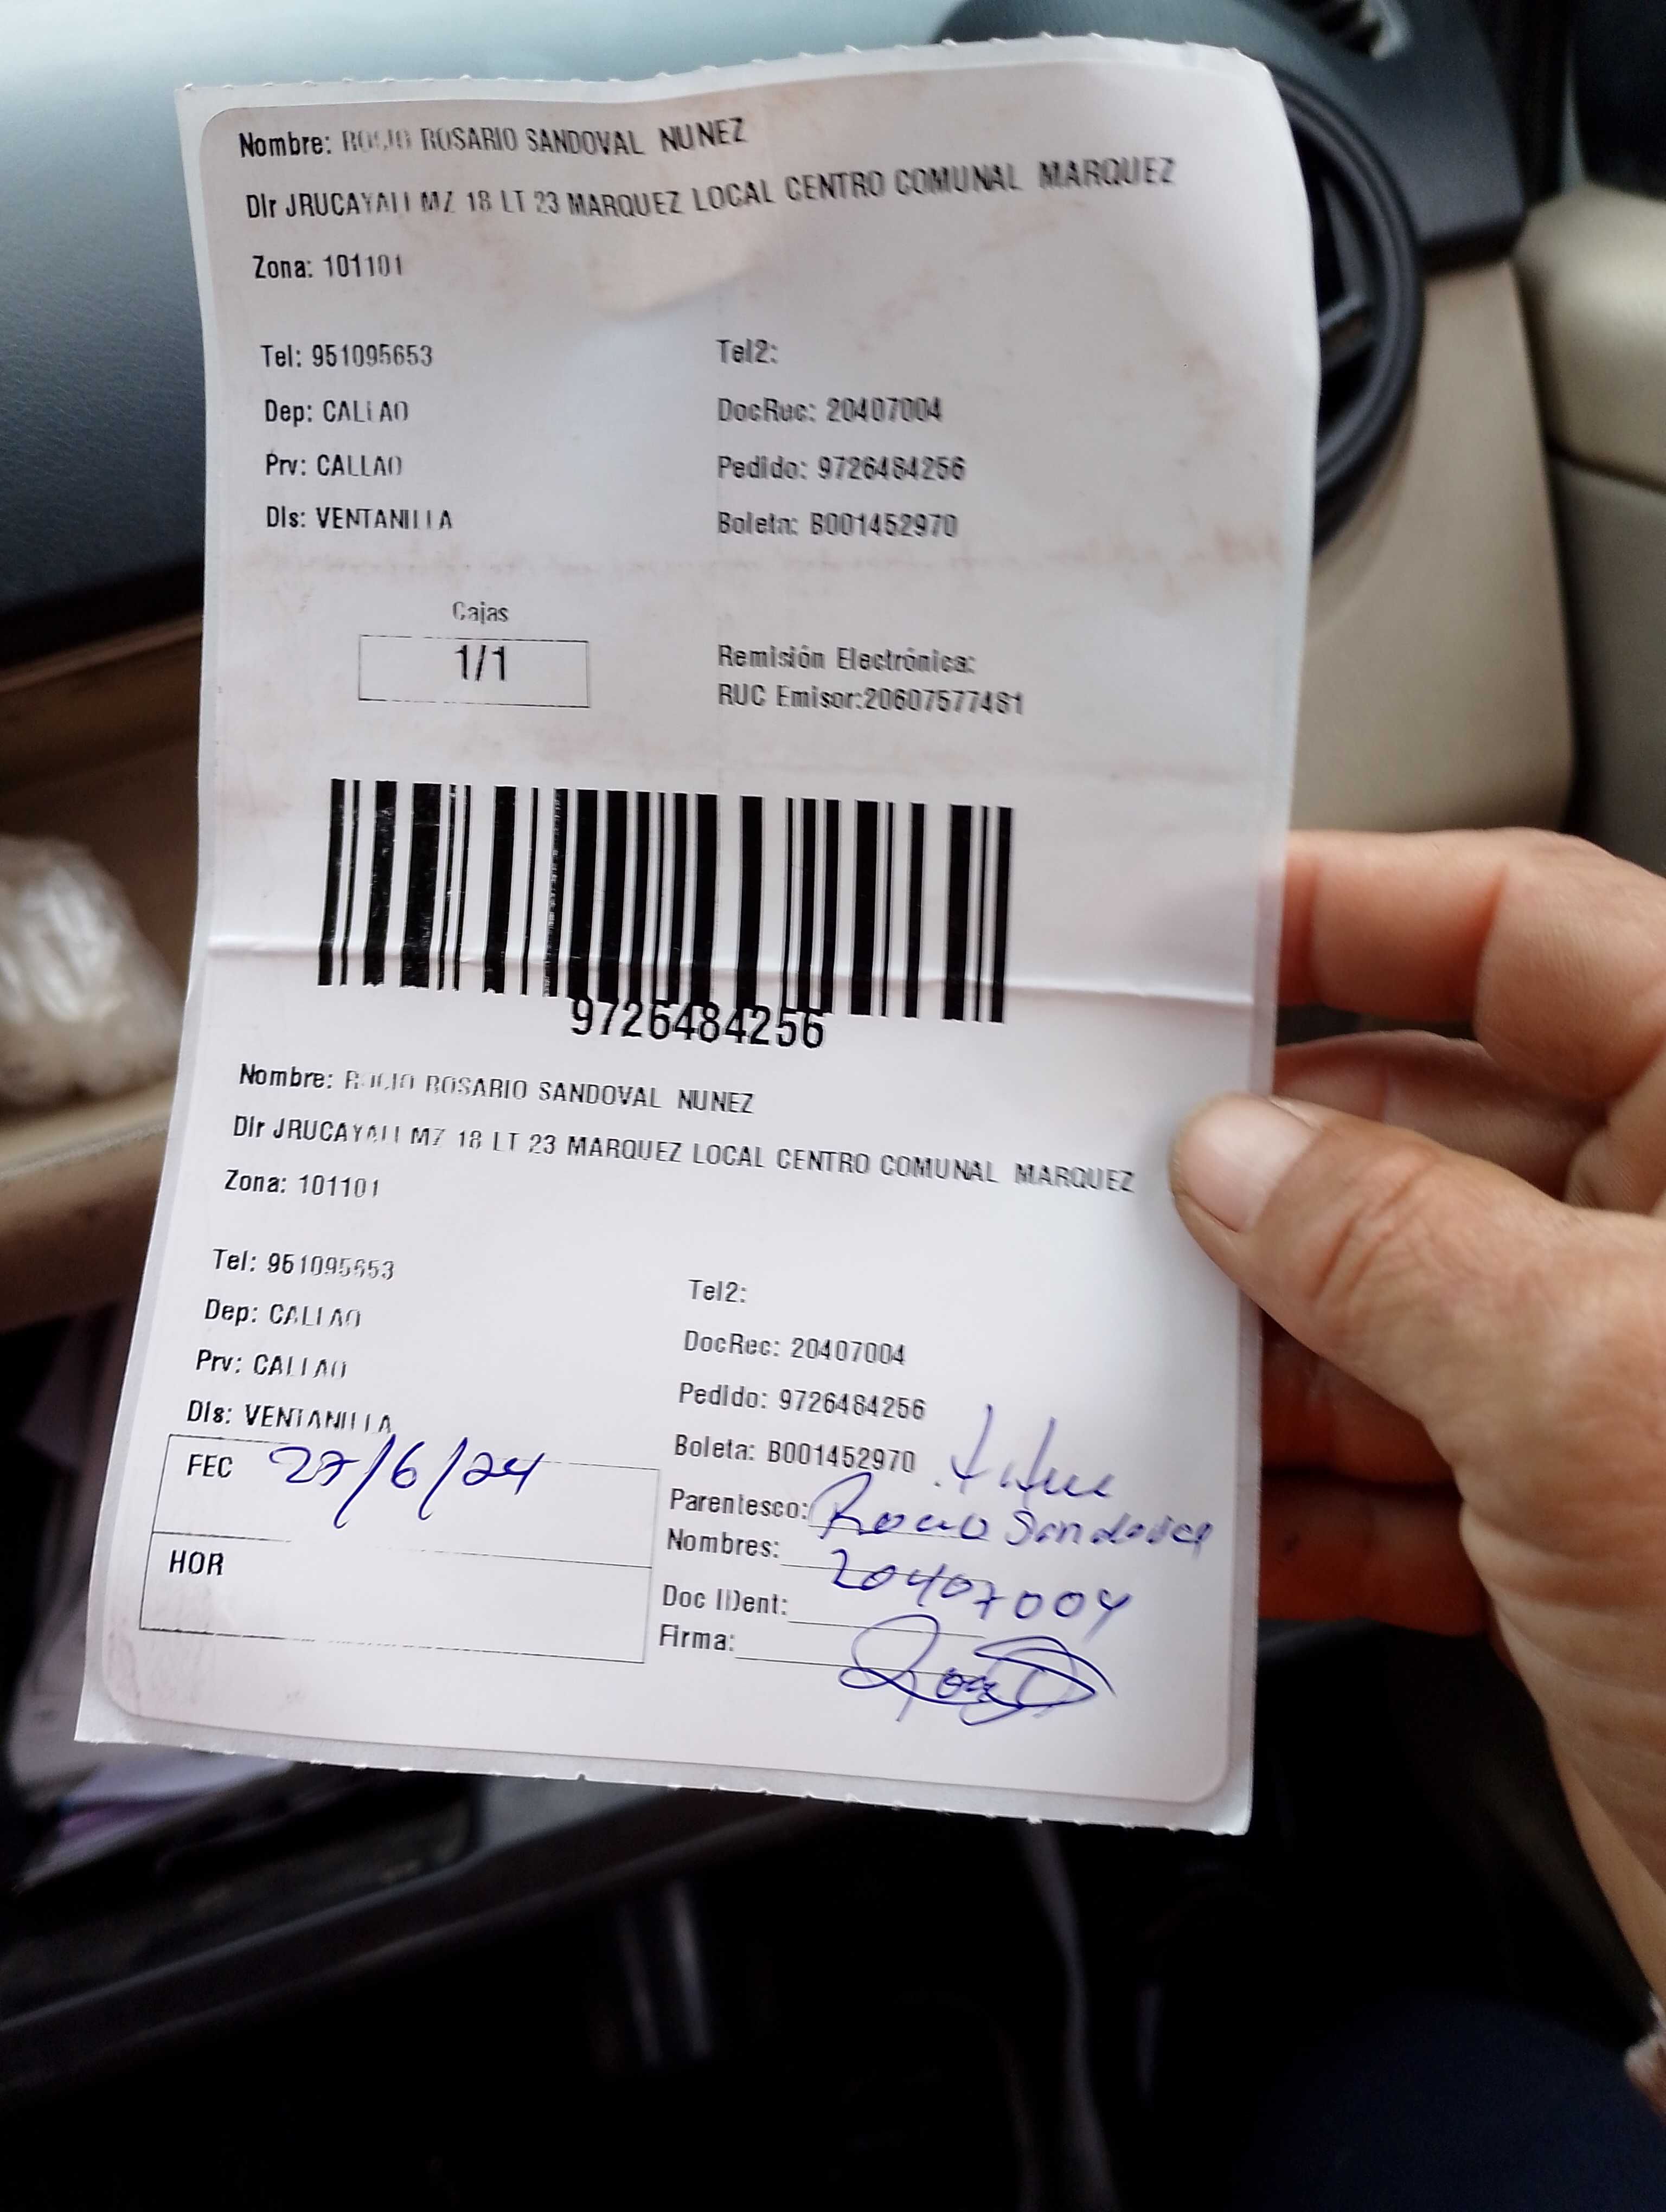 Nombre: ROCIO ROSARIO SANDOVAL NUNEZ
Dir JRUCAYALI MZ 18 LT 23 MARQUEZ LOCAL CENTRO COMUNAL MARQUEZ
Zona: 101101
Tel: 951095653 Tel2:
Dep: CALLAO DocRec: 20407004
Prv: CALLAO Pedido: 9726484256
Dis: VENTANILLA Boleta: B001452970
Cajas
1/1
Remisión Electrónica:
RUC Emisor:20607577481
9726484256
Nombre: ROCIO ROSARIO SANDOVAL NUNEZ
Dir JRUCAYALI MZ 18 LT 23 MARQUEZ LOCAL CENTRO COMUNAL MARQUEZ
Zona: 101101
Tel: 951095653 Tel2:
Dep: CALLAO DocRec: 20407004
Prv: CALLAO Pedido: 9726484256
Dis: VENTANILLA Boleta: B001452970
FEC 27/6/24
Parentesco: Rocio Sandoval
Nombres: 20407004
HOR
Doc IDent:
Firma: